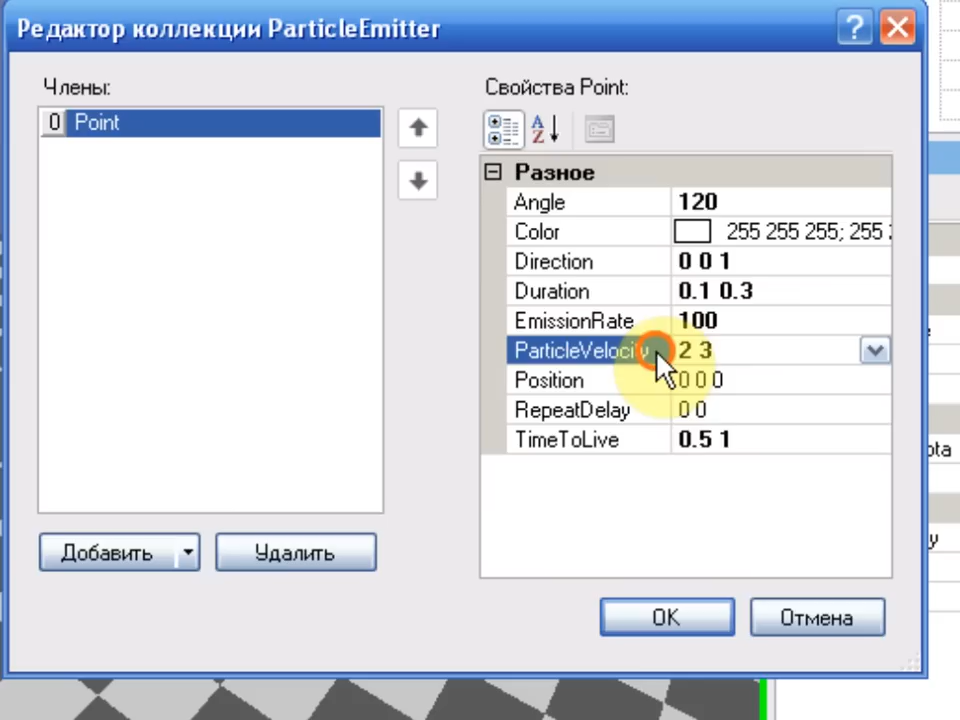 Редактор коллекции ParticleEmitter
Члены:
0 Point
Свойства Point:
Разное
Angle 120
Color 255 255 255; 255
Direction 0 0 1
Duration 0.1 0.3
EmissionRate 100
ParticleVelocity 2 3
Position 0 0 0
RepeatDelay 0 0
TimeToLive 0.5 1
Добавить
Удалить
OK
Отмена